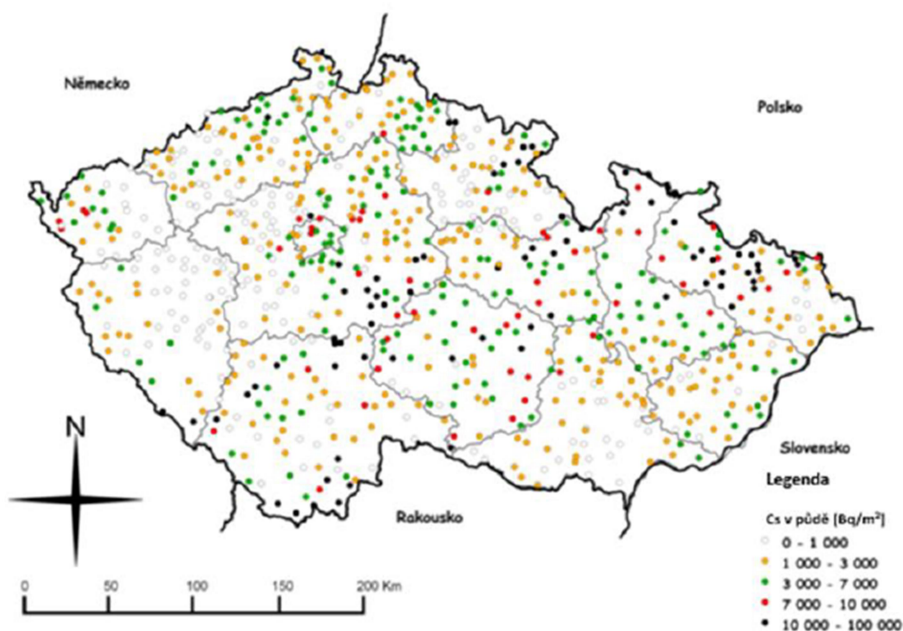 Německo
Polsko
Slovensko
Rakousko
N
0 50 100 150 200 Km
Legenda
Cs v půdě [Bq/m²]
0 - 1 000
1 000 - 3 000
3 000 - 7 000
7 000 - 10 000
10 000 - 100 000